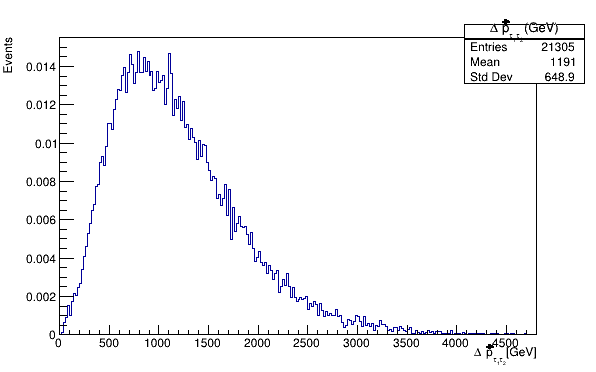 Δ p⃗τ₁τ₂(GeV)
Entries 21305
Mean 1191
Std Dev 648.9
Events
0.014
0.012
0.01
0.008
0.006
0.004
0.002
0
0 500 1000 1500 2000 2500 3000 3500 4000 4500
Δ p⃗τ₁τ₂[GeV]